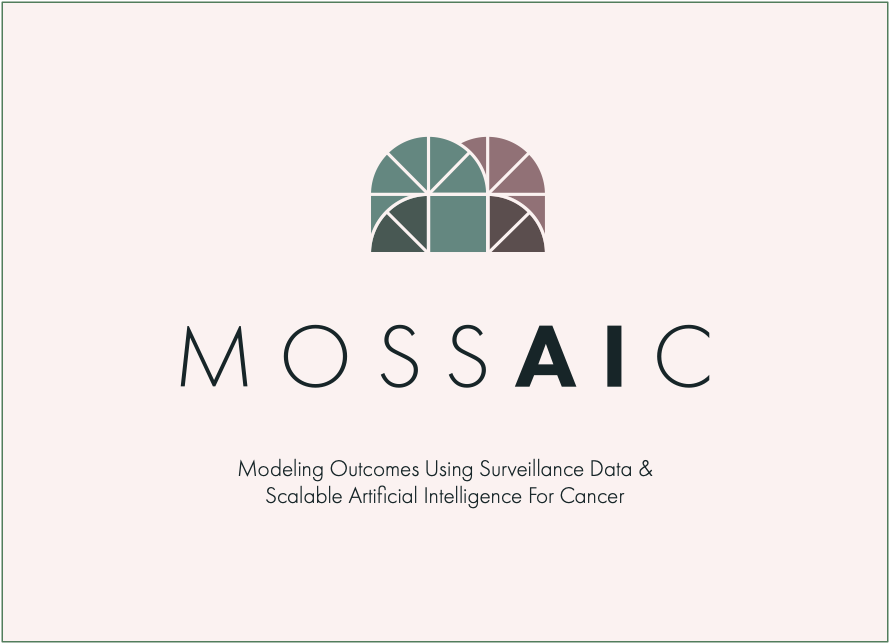 MOSSAIC
Modeling Outcomes Using Surveillance Data &
Scalable Artificial Intelligence For Cancer